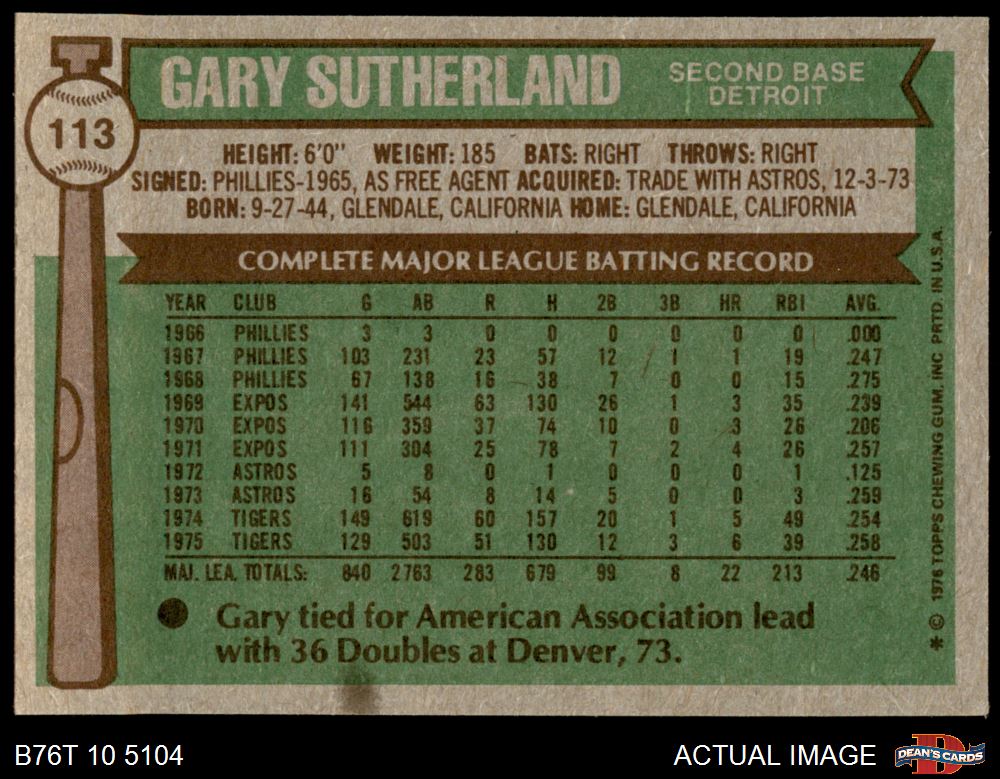 GARY SUTHERLAND
SECOND BASE
DETROIT
113
HEIGHT: 6'0" WEIGHT: 185 BATS: RIGHT THROWS: RIGHT
SIGNED: PHILLIES-1965, AS FREE AGENT ACQUIRED: TRADE WITH ASTROS, 12-3-73
BORN: 9-27-44, GLENDALE, CALIFORNIA HOME: GLENDALE, CALIFORNIA
COMPLETE MAJOR LEAGUE BATTING RECORD
YEAR CLUB G AB R H 2B 3B HR RBI AVG.
1966 PHILLIES 3 3 0 0 0 0 0 0 .000
1967 PHILLIES 103 231 23 57 12 1 1 19 .247
1968 PHILLIES 67 138 16 38 7 0 0 15 .275
1969 EXPOS 141 544 63 130 26 1 3 35 .239
1970 EXPOS 116 359 37 74 10 0 3 26 .206
1971 EXPOS 111 304 25 78 7 2 4 26 .257
1972 ASTROS 5 8 0 1 0 0 0 1 .125
1973 ASTROS 16 54 8 14 5 0 0 3 .259
1974 TIGERS 149 619 60 157 20 1 5 49 .254
1975 TIGERS 129 503 51 130 12 3 6 39 .258
MAJ. LEA. TOTALS: 840 2763 283 679 99 8 22 213 .246
Gary tied for American Association lead
with 36 Doubles at Denver, 73.
* © 1976 TOPPS CHEWING GUM, INC PRTD. IN U.S.A.
B76T 10 5104
ACTUAL IMAGE
DEAN'S CARDS